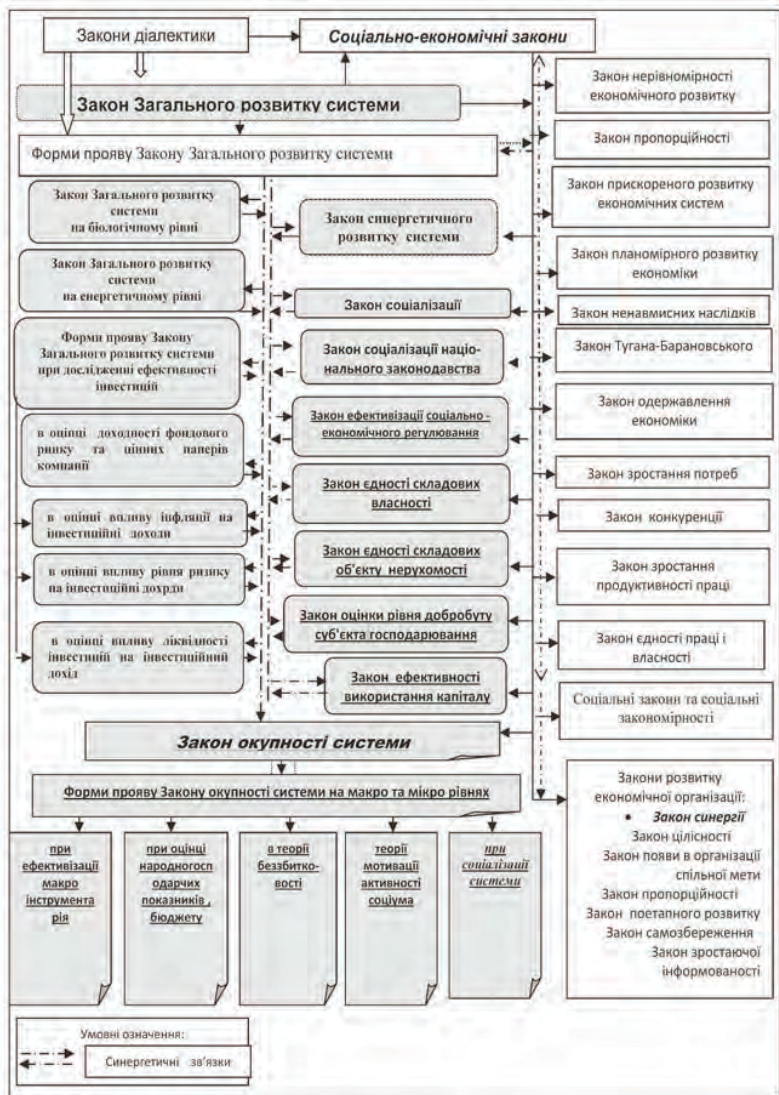 Закони діалектики
Соціально-економічні закони
Закон Загального розвитку системи
Форми прояву Закону Загального розвитку системи
Закон Загального розвитку
системи
на біологічному рівні
Закон Загального розвитку
системи
на енергетичному рівні
Форми прояву Закону
Загального розвитку системи
при дослідженні ефективності
інвестицій
в оцінці доходності фондового
ринку та цінних паперів
компанії
в оцінці впливу інфляції на
інвестиційні доходи
в оцінці впливу рівня ризику
на інвестиційні дохрди
в оцінці впливу ліквідності
інвестицій на інвестиційний
дохід
Закон синергетичного
розвитку системи
Закон соціалізації
Закон соціалізації націо-
нального законодавства
Закон ефективізації соціально -
економічного регулювання
Закон єдності складових
власності
Закон єдності складових
об'єкту нерухомості
Закон оцінки рівня добробуту
суб'єкта господарювання
Закон ефективності
використання капіталу
Закон нерівномірності
економічного розвитку
Закон пропорційності
Закон прискореного розвитку
економічних систем
Закон планомірного розвитку
економіки
Закон ненавмисних наслідків
Закон Тугана-Барановського
Закон одержавлення
економіки
Закон зростання потреб
Закон конкуренції
Закон зростання
продуктивності праці
Закон єдності праці і
власності
Соціальні закони та соціальні
закономірності
Закони розвитку
економічної організації:
• Закон синергії
Закон цілісності
Закон появи в організації
спільної мети
Закон пропорційності
Закон поетапного розвитку
Закон самозбереження
Закон зростаючої
інформованості
Закон окупності системи
Форми прояву Закону окупності системи на макро та мікро рівнях
при
ефективізації
макро
інструмента
рія
при оцінці
народногосп
одарчих
показників ,
бюджету
в теорії
беззбитко-
вості
теорії
мотивації
активності
соціума
при
соціалізації
системи
Умовні означення:
Синергетичні зв'язки